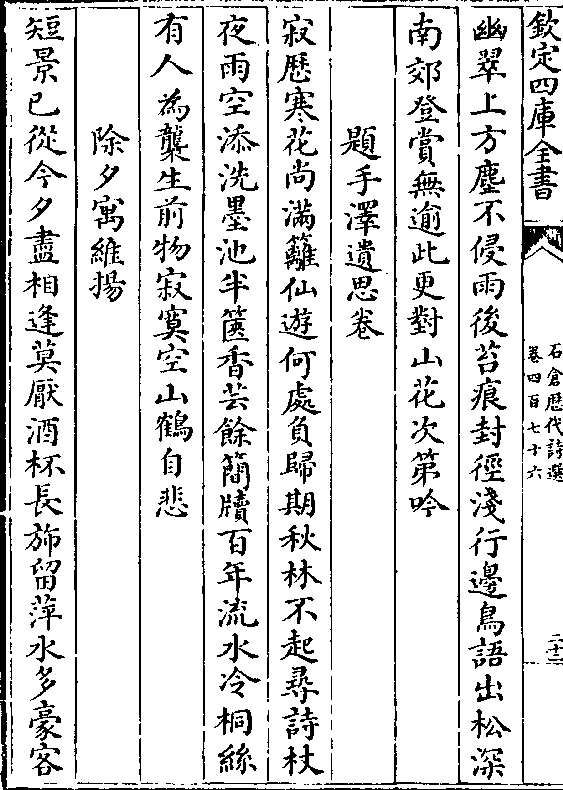 欽定四庫全書
石倉歷代詩選
卷四百七十六
二十二
幽翠上方塵不侵雨後苔痕封徑淺行邊鳥語出松深
南郊登賞無逾此更對山花次第吟
題手澤遺思卷
寂歷寒花尚滿籬仙遊何處負歸期秋林不起尋詩杖
夜雨空添洗墨池半篋香芸餘簡牘百年流水冷桐絲
有人為襲生前物寂寞空山鶴自悲
除夕寓維揚
短景已從今夕盡相逢莫厭酒杯長斾留萍水多豪客